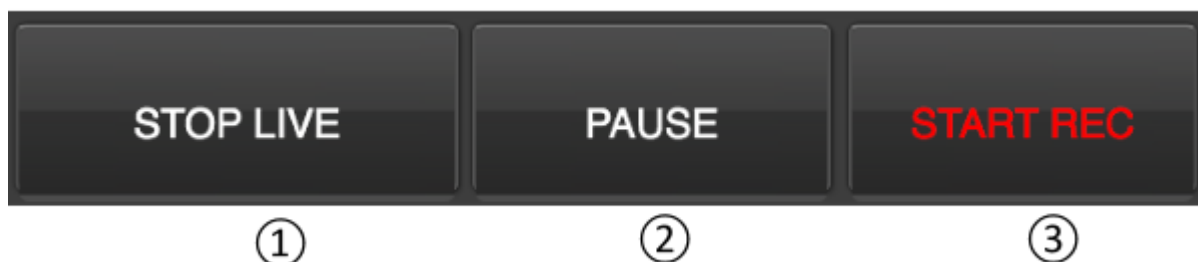 STOP LIVE PAUSE START REC
① ② ③